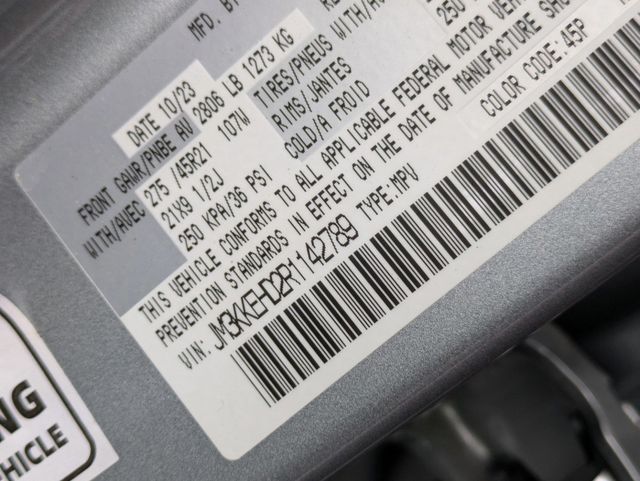 MFD. BY
DATE 10/23
FRONT GAWR/PNBE AV 2806 LB 1273 KG
WITH/AVEC 275 /45R21 107W TIRES/PNEUS WITH/
21X9 1/2J RIMS/JANTES
250 KPA/36 PSI COLD/A FROID
250
THIS VEHICLE CONFORMS TO ALL APPLICABLE FEDERAL MOTOR
PREVENTION STANDARDS IN EFFECT ON THE DATE OF MANUFACTURE
VIN: JM3KKEHD2R1142789 TYPE: MPV
COLOR CODE: 45P
NG
EHICLE